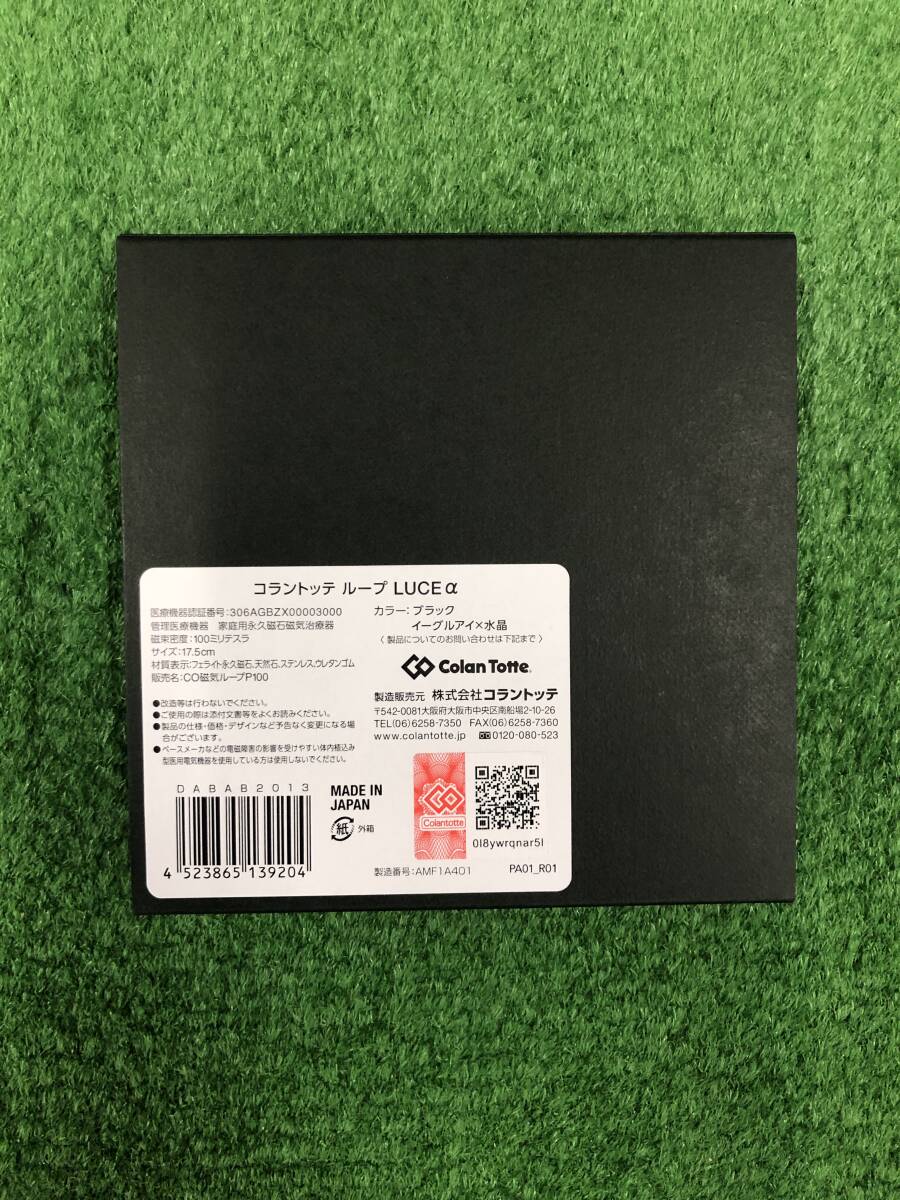 コラントッテ ループ LUCE α
医療機器認証番号:306AGBZX00003000
管理医療機器 家庭用永久磁石磁気治療器
磁束密度:100ミリテスラ
サイズ:17.5cm
材質表示:フェライト永久磁石,天然石,ステンレス,ウレタンゴム
販売名:CO磁気ループP100
カラー:ブラック
イーグルアイ×水晶
〈 製品についてのお問い合わせは下記まで 〉
Colan Totte.
製造販売元 株式会社コラントッテ
〒542-0081大阪府大阪市中央区南船場2-10-26
TEL(06)6258-7350 FAX(06)6258-7360
www.colantotte.jp 0120-080-523
●改造等は行わないでください。
●ご使用の際は添付文書等をよくお読みください。
●製品の仕様・価格・デザインなど予告なく変更になる場
合がございます。
●ペースメーカなどの電磁障害の影響を受けやすい体内植込み
型医用電気機器を使用している方は使用しないでください。
DABAB2013
4 523865 139204
MADE IN
JAPAN
紙 外箱
Colantotte
0l8ywrqnar5l
製造番号:AMF1A401
PA01_R01